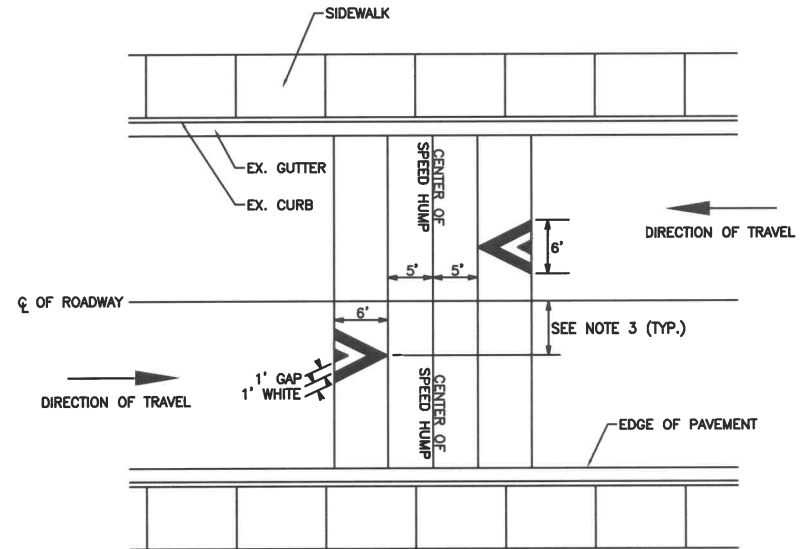 SIDEWALK
EX. GUTTER
EX. CURB
CENTER OF
SPEED HUMP
DIRECTION OF TRAVEL
6'
5'
5'
℄ OF ROADWAY
6'
SEE NOTE 3 (TYP.)
1' GAP
1' WHITE
DIRECTION OF TRAVEL
CENTER OF
SPEED HUMP
EDGE OF PAVEMENT